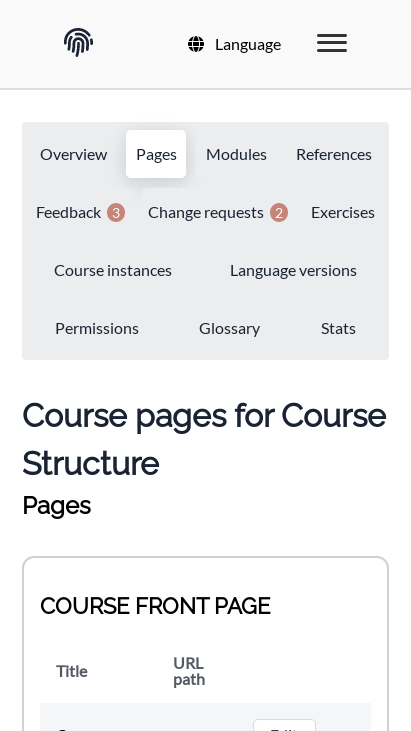 Language
Overview Pages Modules References
Feedback 3 Change requests 2 Exercises
Course instances Language versions
Permissions Glossary Stats
Course pages for Course
Structure
Pages
COURSE FRONT PAGE
Title URL
path